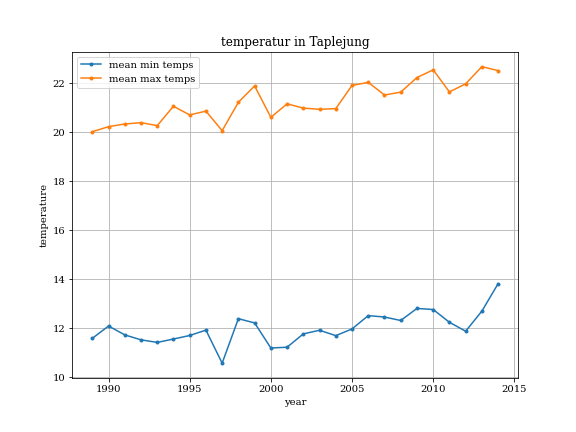 temperatur in Taplejung
mean min temps
mean max temps
temperature
22
20
18
16
14
12
10
1990
1995
2000
2005
2010
2015
year